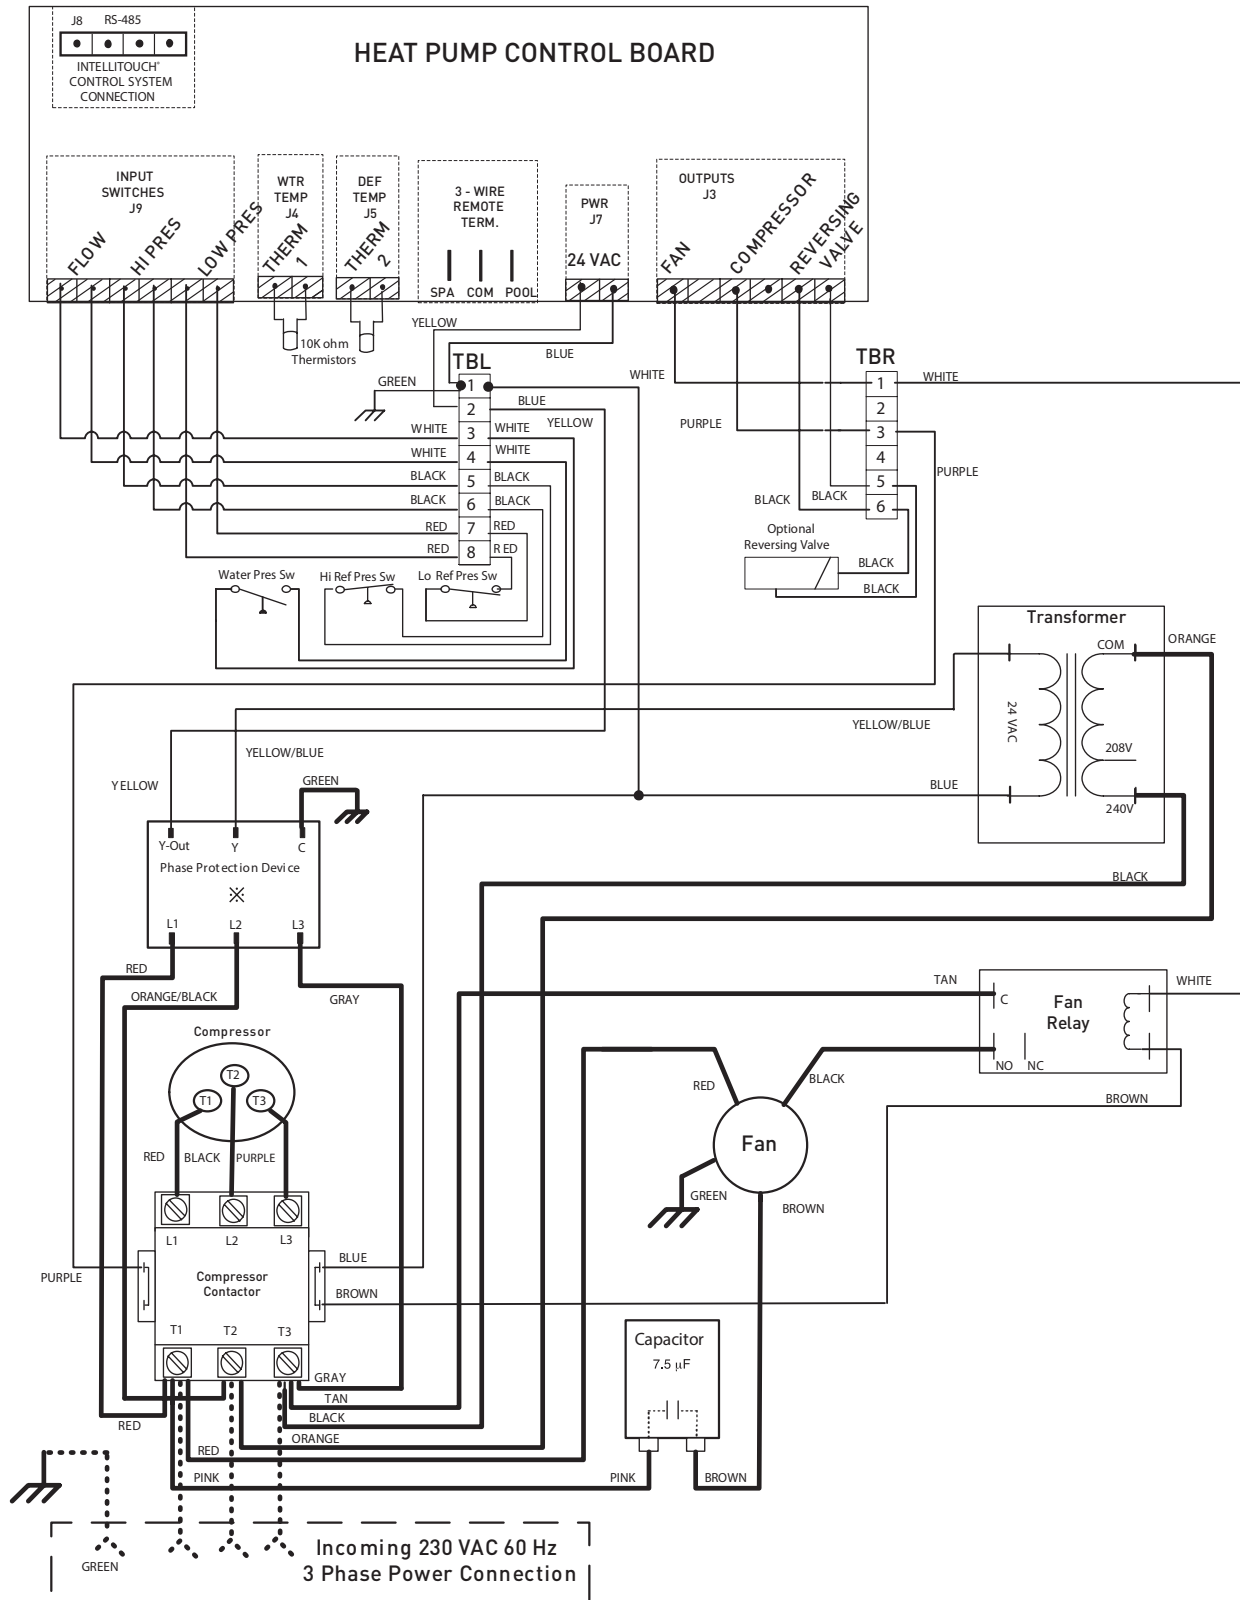 J8 RS-485
INTELLITOUCH®
CONTROL SYSTEM
CONNECTION
HEAT PUMP CONTROL BOARD
INPUT
SWITCHES
J9
FLOW
HI PRES
LOW PRES
WTR
TEMP
J4
THERM
1
DEF
TEMP
J5
THERM
2
3 - WIRE
REMOTE
TERM.
SPA COM POOL
PWR
J7
24 VAC
OUTPUTS
J3
FAN
COMPRESSOR
REVERSING
VALVE
10K ohm
Thermistors
YELLOW
BLUE
TBL
GREEN
1
2
3
4
5
6
7
8
BLUE
YELLOW
WHITE
WHITE
WHITE
WHITE
BLACK
BLACK
BLACK
BLACK
RED
RED
RED
RED
WHITE
TBR
1
2
3
4
5
6
WHITE
PURPLE
PURPLE
BLACK
BLACK
Optional
Reversing Valve
BLACK
BLACK
Water Pres Sw
Hi Ref Pres Sw
Lo Ref Pres Sw
Transformer
COM
ORANGE
24 VAC
208V
240V
YELLOW/BLUE
BLUE
BLACK
YELLOW/BLUE
YELLOW
GREEN
Y-Out
Y
C
Phase Protection Device
※
L1
L2
L3
RED
ORANGE/BLACK
GRAY
TAN
C
Fan
Relay
NO
NC
WHITE
BROWN
Compressor
T1
T2
T3
RED
BLACK
PURPLE
RED
BLACK
Fan
GREEN
BROWN
L1
L2
L3
PURPLE
BLUE
BROWN
Compressor
Contactor
T1
T2
T3
Capacitor
7.5 μF
GRAY
TAN
BLACK
RED
ORANGE
RED
PINK
PINK
BROWN
GREEN
Incoming 230 VAC 60 Hz
3 Phase Power Connection